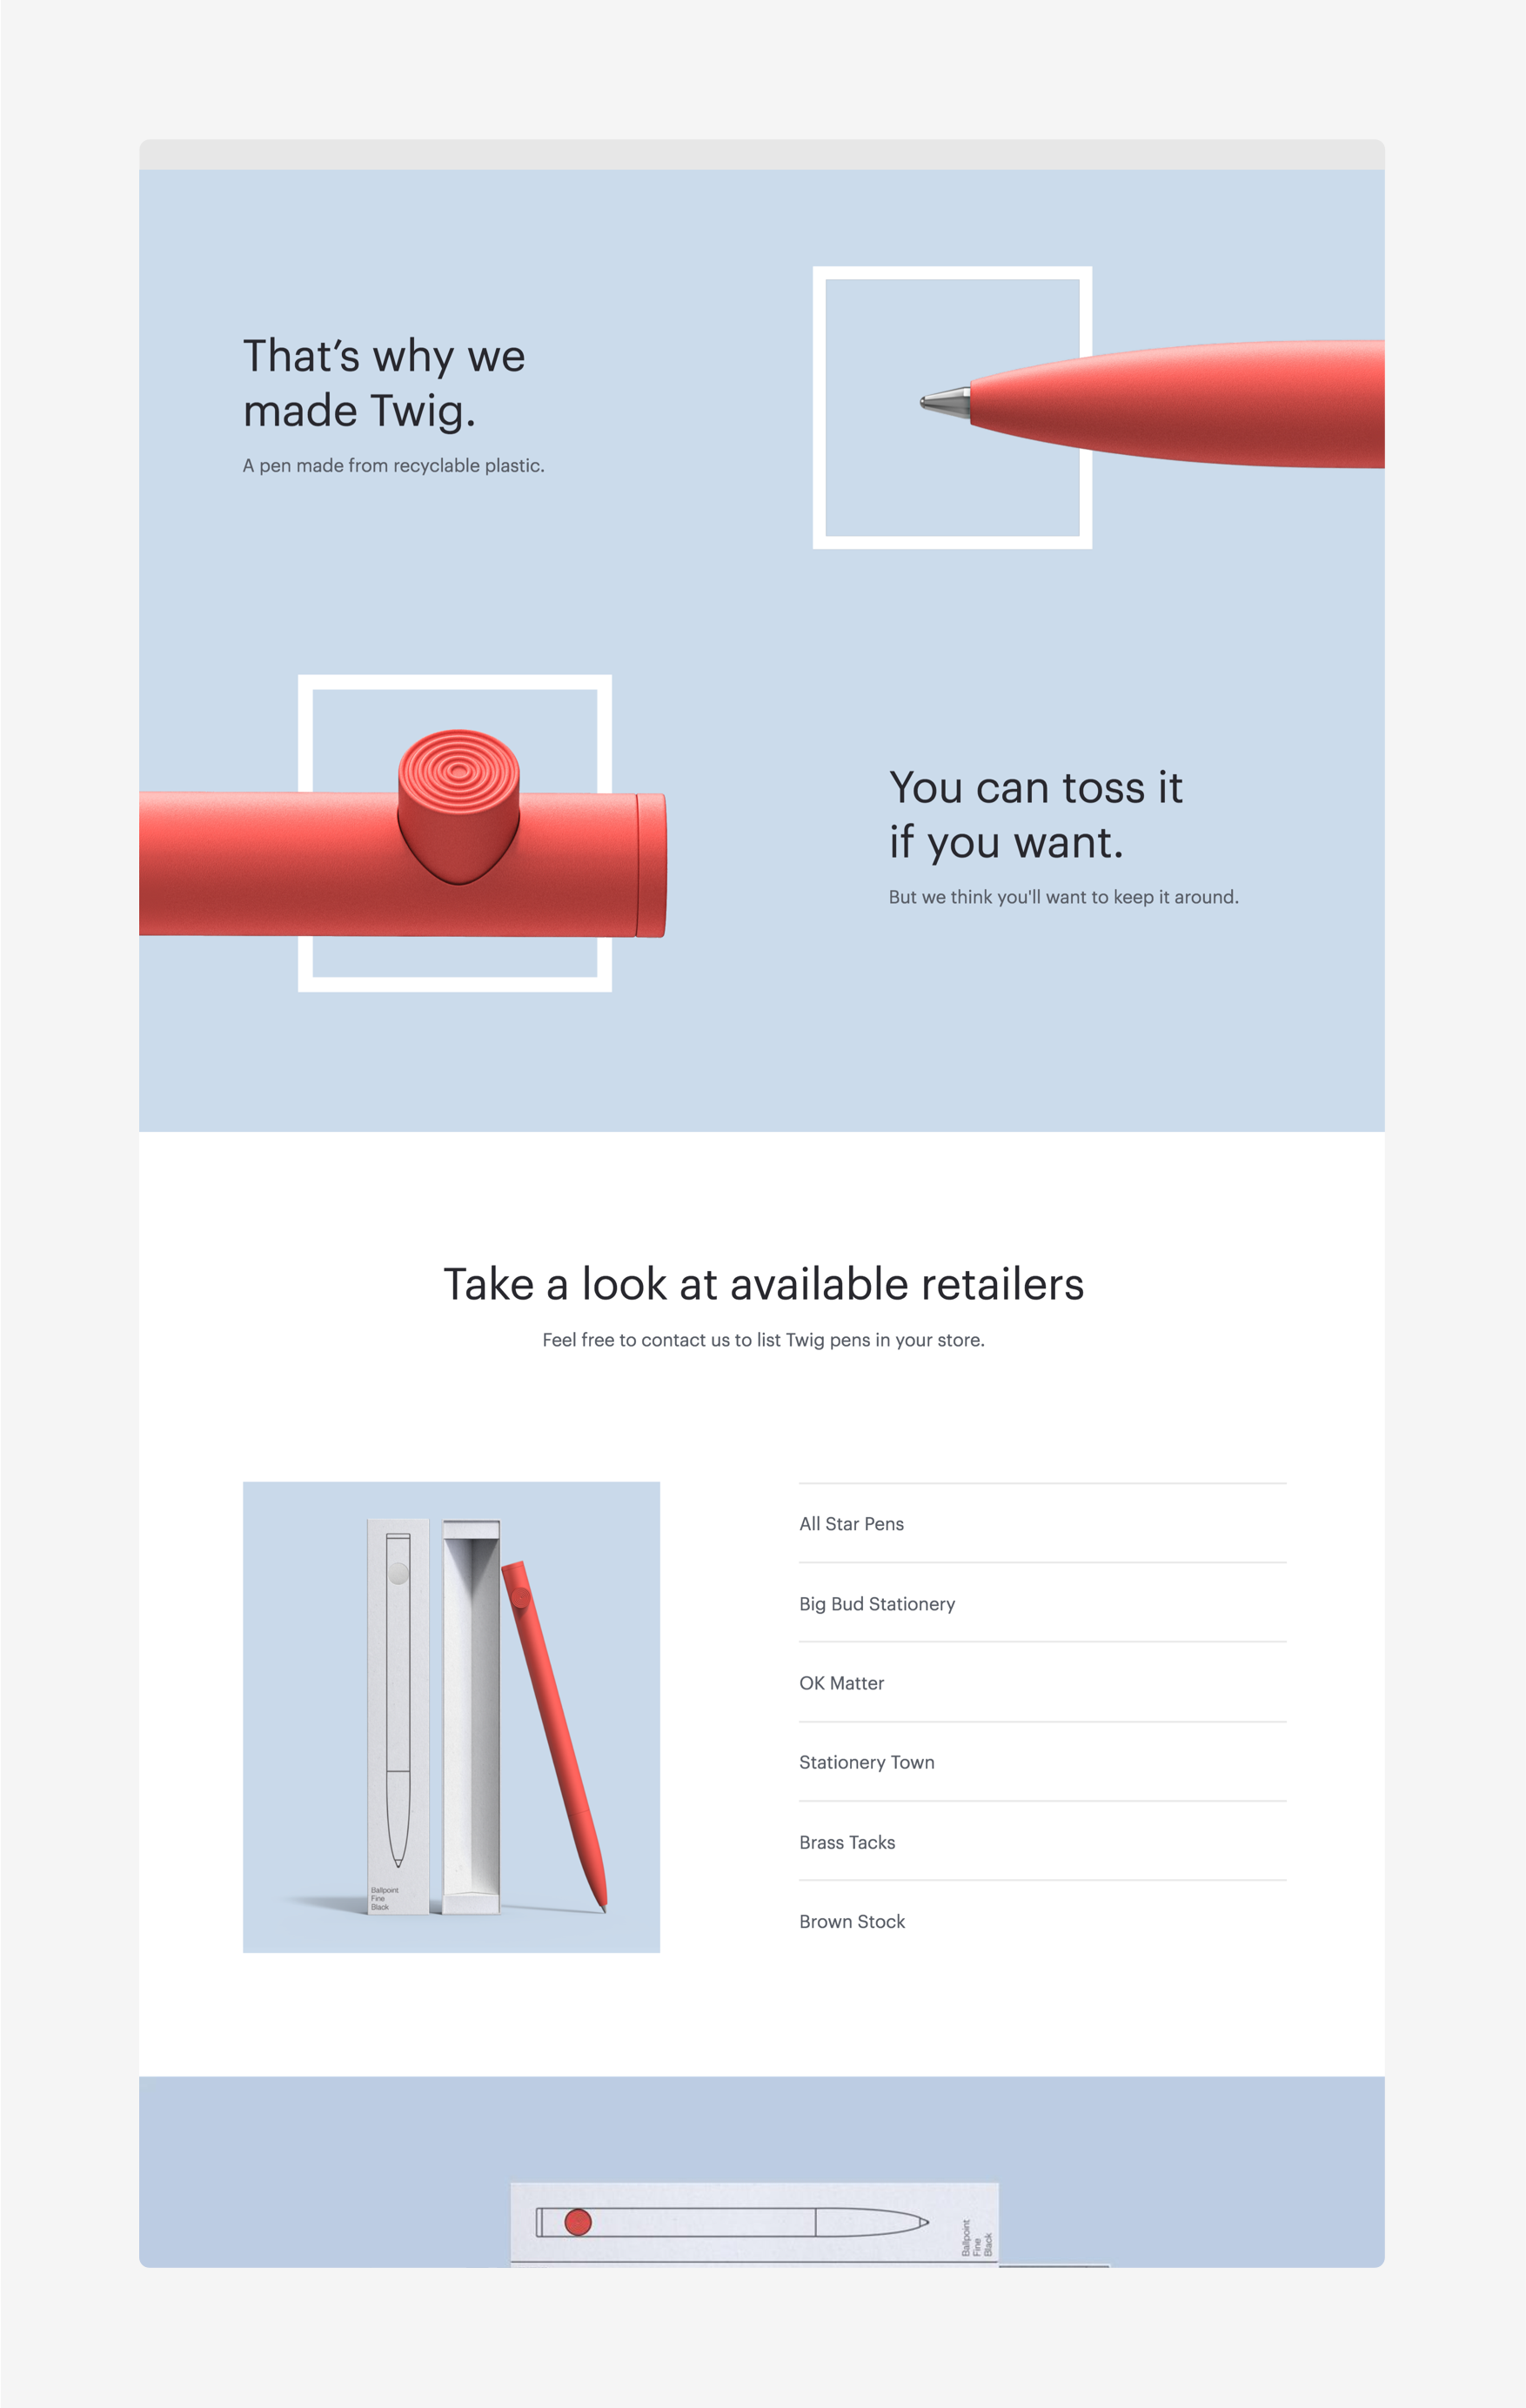 That's why we
made Twig.
A pen made from recyclable plastic.
You can toss it
if you want.
But we think you'll want to keep it around.
Take a look at available retailers
Feel free to contact us to list Twig pens in your store.
Ballpoint
Fine
Black
All Star Pens
Big Bud Stationery
OK Matter
Stationery Town
Brass Tacks
Brown Stock
Ballpoint
Fine
Black